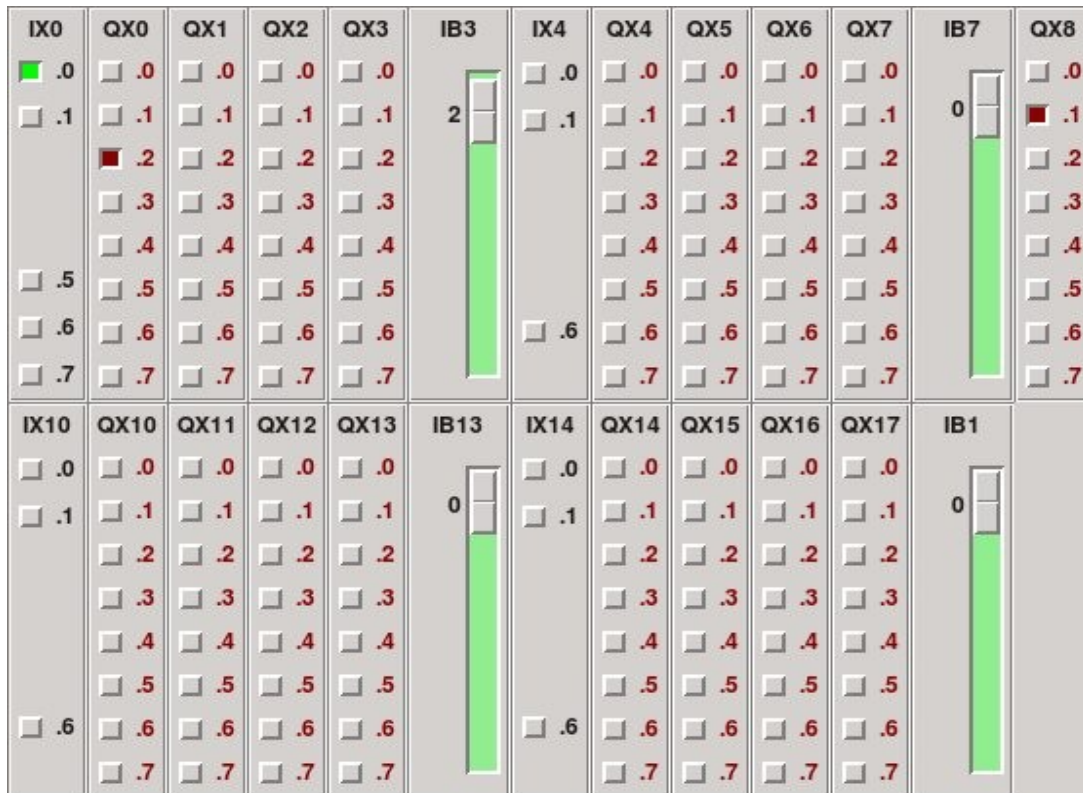 IX0 QX0 QX1 QX2 QX3 IB3 IX4 QX4 QX5 QX6 QX7 IB7 QX8
.0 .0 .0 .0 .0 .0 .0 .0 .0 .0 .0
.1 .1 .1 .1 .1 2 .1 .1 .1 .1 .1 0 .1
.2 .2 .2 .2 .2 .2 .2 .2 .2
.3 .3 .3 .3 .3 .3 .3 .3 .3
.4 .4 .4 .4 .4 .4 .4 .4 .4
.5 .5 .5 .5 .5 .5 .5 .5 .5 .5
.6 .6 .6 .6 .6 .6 .6 .6 .6 .6 .6
.7 .7 .7 .7 .7 .7 .7 .7 .7 .7
IX10 QX10 QX11 QX12 QX13 IB13 IX14 QX14 QX15 QX16 QX17 IB1
.0 .0 .0 .0 .0 .0 .0 .0 .0 .0
.1 .1 .1 .1 .1 0 .1 .1 .1 .1 .1 0
.2 .2 .2 .2 .2 .2 .2 .2
.3 .3 .3 .3 .3 .3 .3 .3
.4 .4 .4 .4 .4 .4 .4 .4
.5 .5 .5 .5 .5 .5 .5 .5
.6 .6 .6 .6 .6 .6 .6 .6 .6 .6
.7 .7 .7 .7 .7 .7 .7 .7